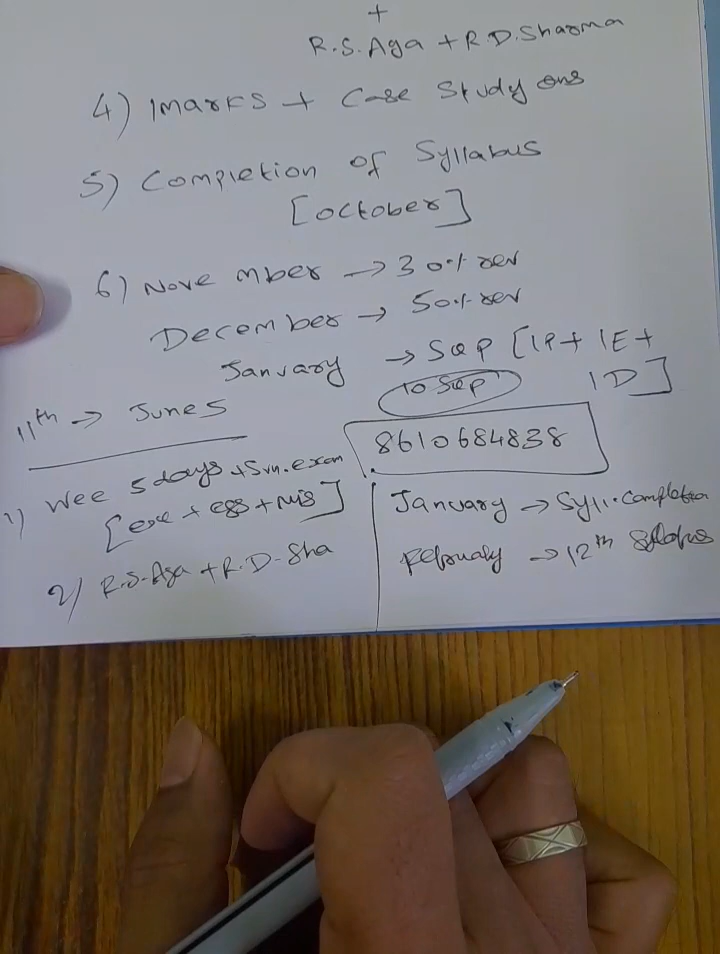 +
R.S.Aga + R.D.Sharma
4) 1marks + Case Study qns
5) Completion of Syllabus
[october]
6) November → 30% rev
December → 50% rev
January → SQP [1P+ 1E+
10 SQP 1D]
11th → June 5
8610684838
1) Wee 5 days + Sun.exam
[exe + egs + mis]
2) R.S.Aga + R.D-Sha
January → Syll.completion
February → 12th Syllabus